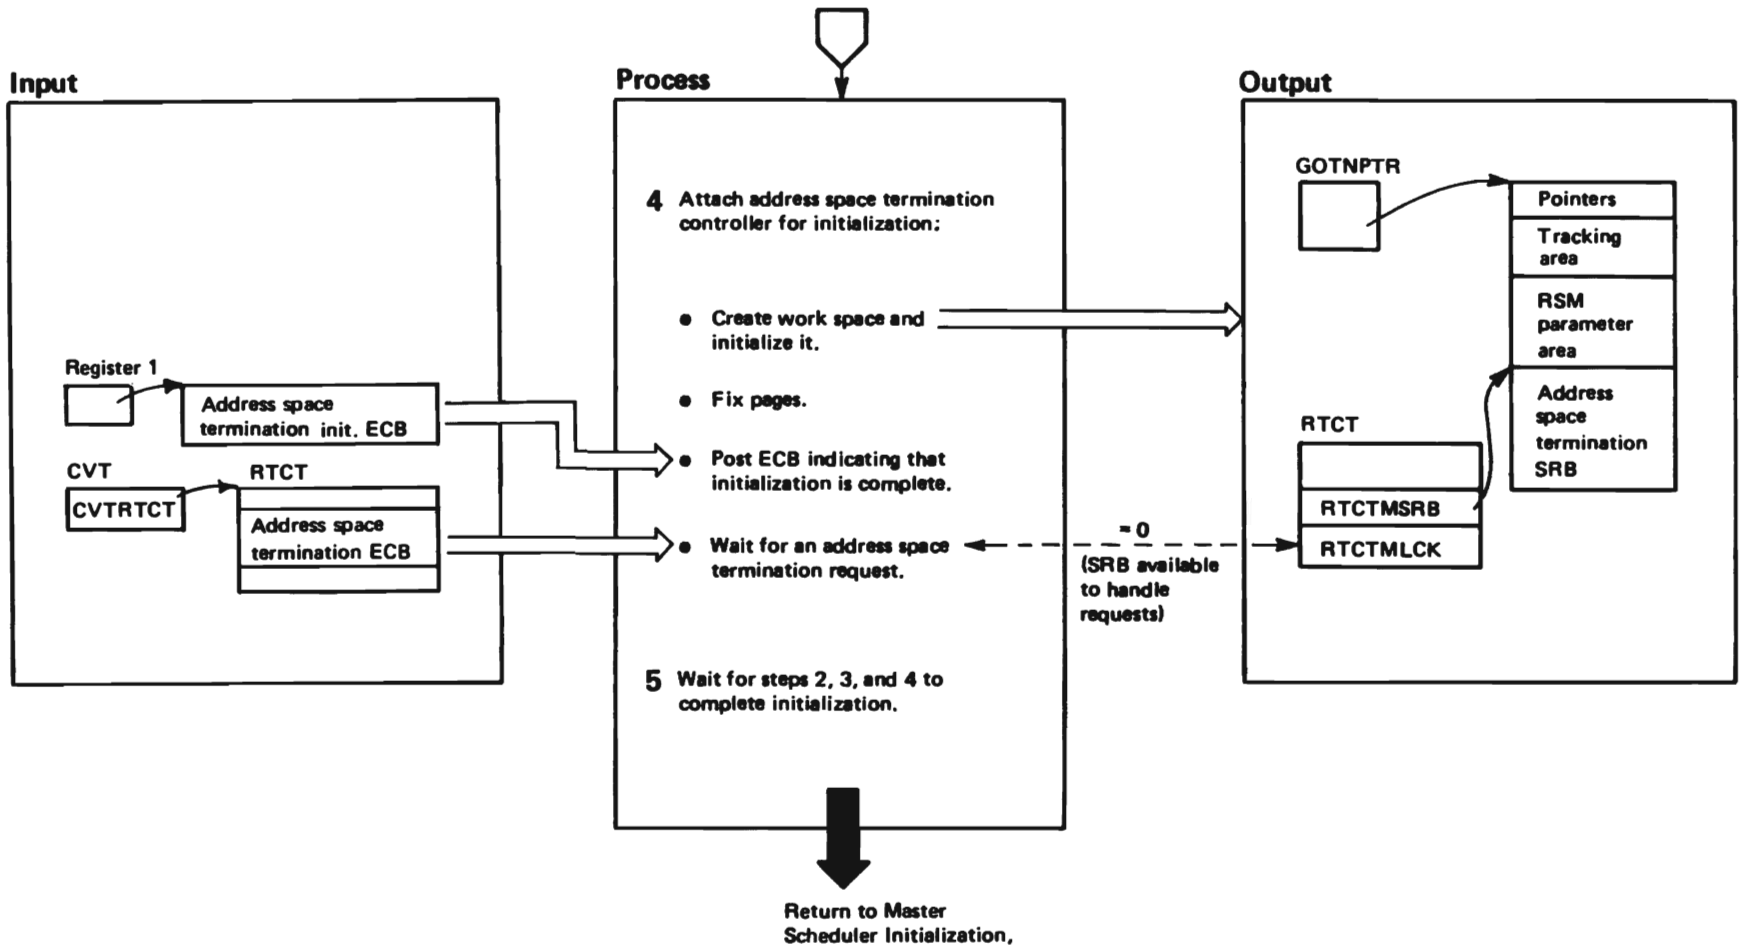 Input
Register 1
Address space
termination init. ECB
CVT
CVTRTCT
RTCT
Address space
termination ECB
Process
4 Attach address space termination
controller for initialization:
• Create work space and
initialize it.
• Fix pages.
• Post ECB indicating that
initialization is complete.
• Wait for an address space
termination request.
5 Wait for steps 2, 3, and 4 to
complete initialization.
Return to Master
Scheduler Initialization,
= 0
(SRB available
to handle
requests)
Output
GOTNPTR
Pointers
Tracking
area
RSM
parameter
area
Address
space
termination
SRB
RTCT
RTCTMSRB
RTCTMLCK